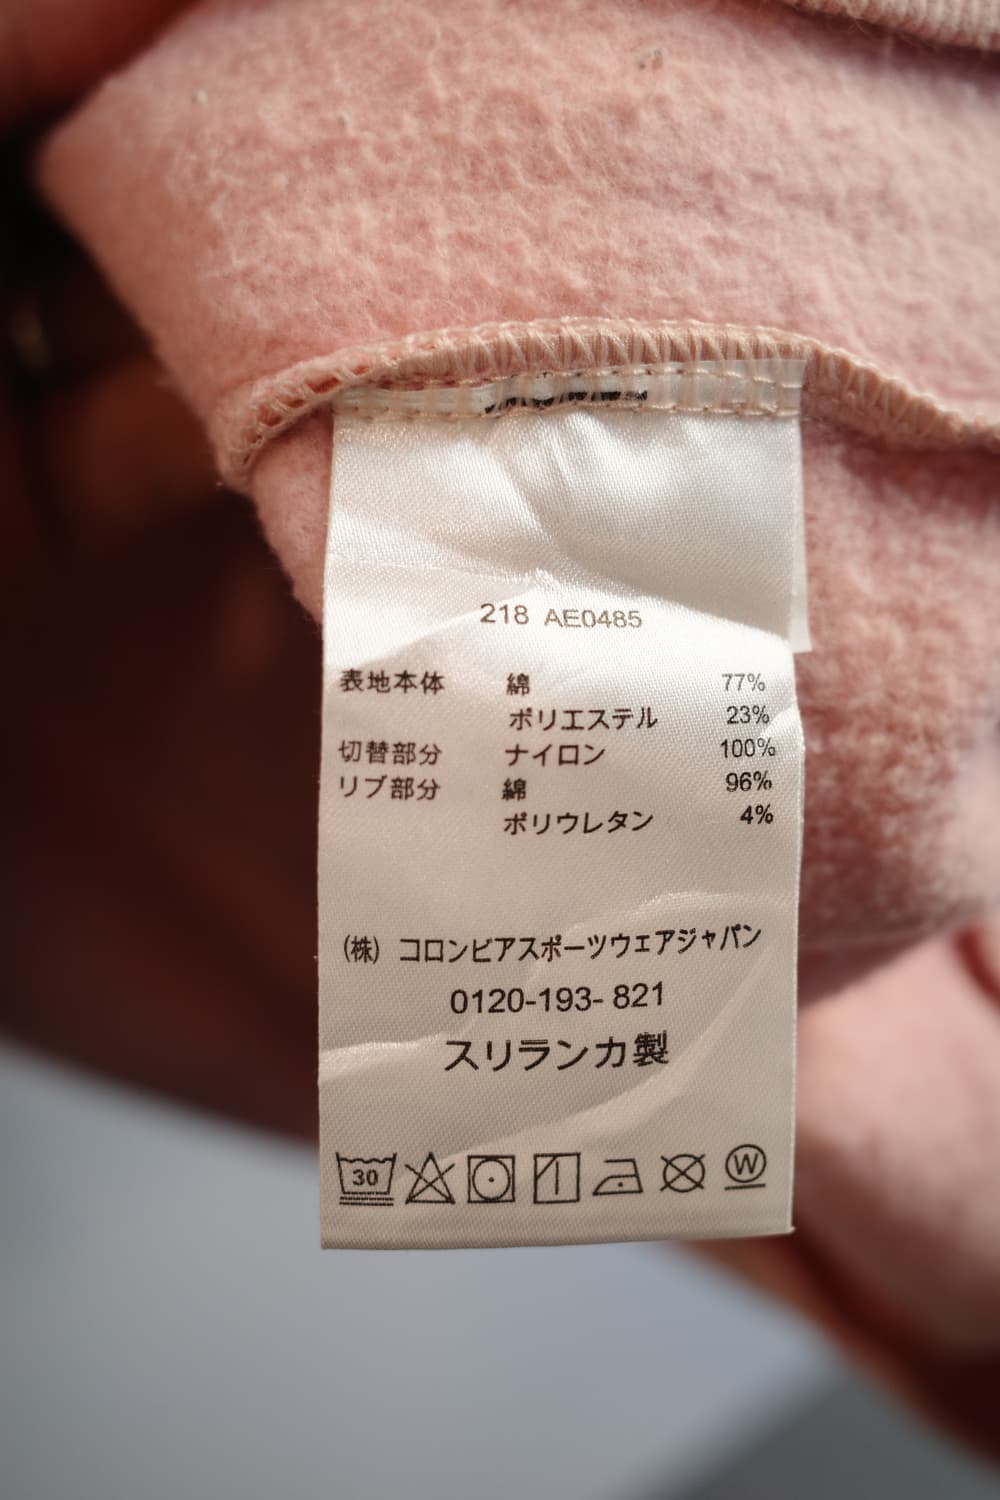 218 AE0485
表地本体 綿 77%
ポリエステル 23%
切替部分 ナイロン 100%
リブ部分 綿 96%
ポリウレタン 4%
(株) コロンビアスポーツウェアジャパン
0120-193- 821
スリランカ製
30
W